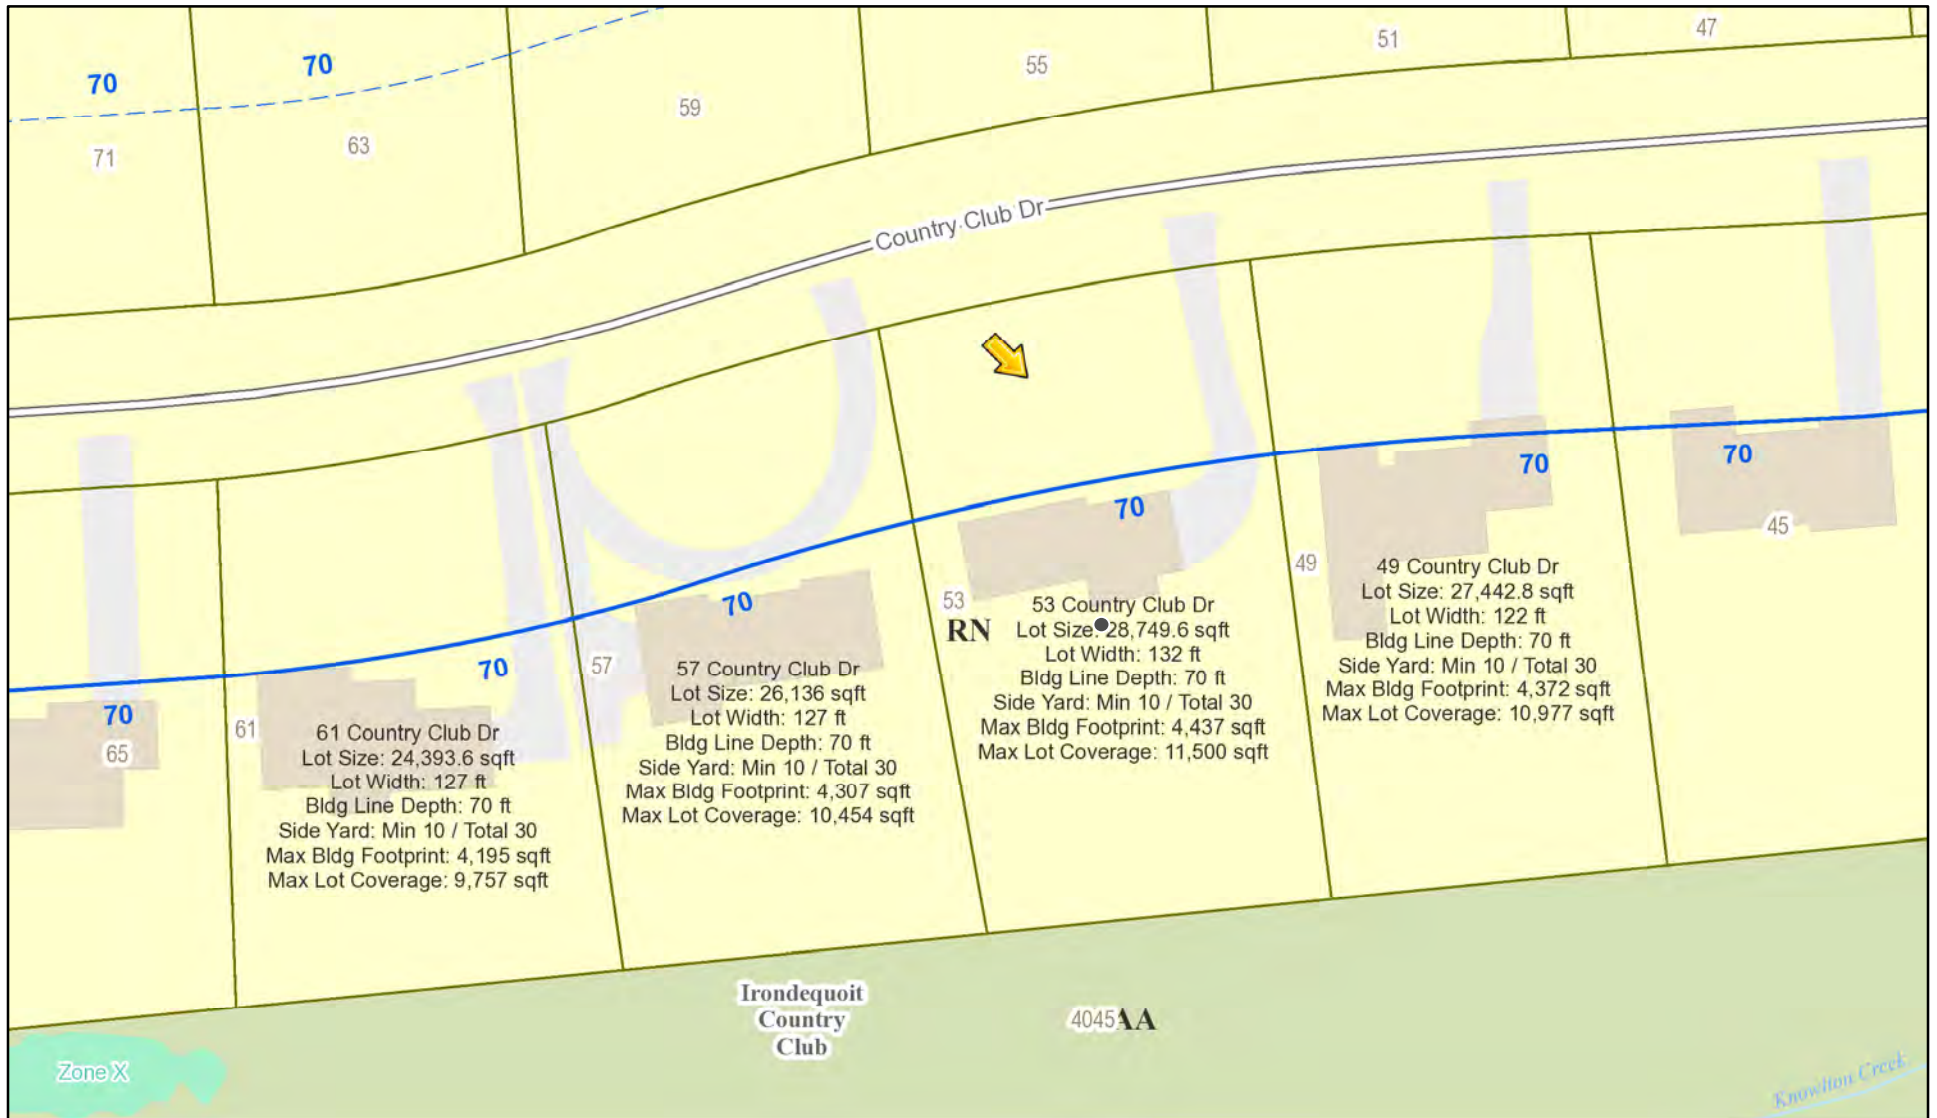 70
70
71
63
59
55
51
47
Country Club Dr
70
65
61
70
61 Country Club Dr
Lot Size: 24,393.6 sqft
Lot Width: 127 ft
Bldg Line Depth: 70 ft
Side Yard: Min 10 / Total 30
Max Bldg Footprint: 4,195 sqft
Max Lot Coverage: 9,757 sqft
57
70
57 Country Club Dr
Lot Size: 26,136 sqft
Lot Width: 127 ft
Bldg Line Depth: 70 ft
Side Yard: Min 10 / Total 30
Max Bldg Footprint: 4,307 sqft
Max Lot Coverage: 10,454 sqft
53
RN
70
53 Country Club Dr
Lot Size: 28,749.6 sqft
Lot Width: 132 ft
Bldg Line Depth: 70 ft
Side Yard: Min 10 / Total 30
Max Bldg Footprint: 4,437 sqft
Max Lot Coverage: 11,500 sqft
49
70
49 Country Club Dr
Lot Size: 27,442.8 sqft
Lot Width: 122 ft
Bldg Line Depth: 70 ft
Side Yard: Min 10 / Total 30
Max Bldg Footprint: 4,372 sqft
Max Lot Coverage: 10,977 sqft
70
45
Irondequoit
Country
Club
4045 AA
Zone X
Knowlton Creek